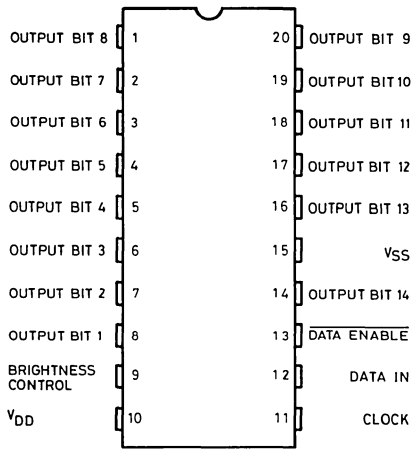 OUTPUT BIT 8 1 20 OUTPUT BIT 9
OUTPUT BIT 7 2 19 OUTPUT BIT 10
OUTPUT BIT 6 3 18 OUTPUT BIT 11
OUTPUT BIT 5 4 17 OUTPUT BIT 12
OUTPUT BIT 4 5 16 OUTPUT BIT 13
OUTPUT BIT 3 6 15 VSS
OUTPUT BIT 2 7 14 OUTPUT BIT 14
OUTPUT BIT 1 8 13 DATA ENABLE
BRIGHTNESS
CONTROL 9 12 DATA IN
VDD 10 11 CLOCK